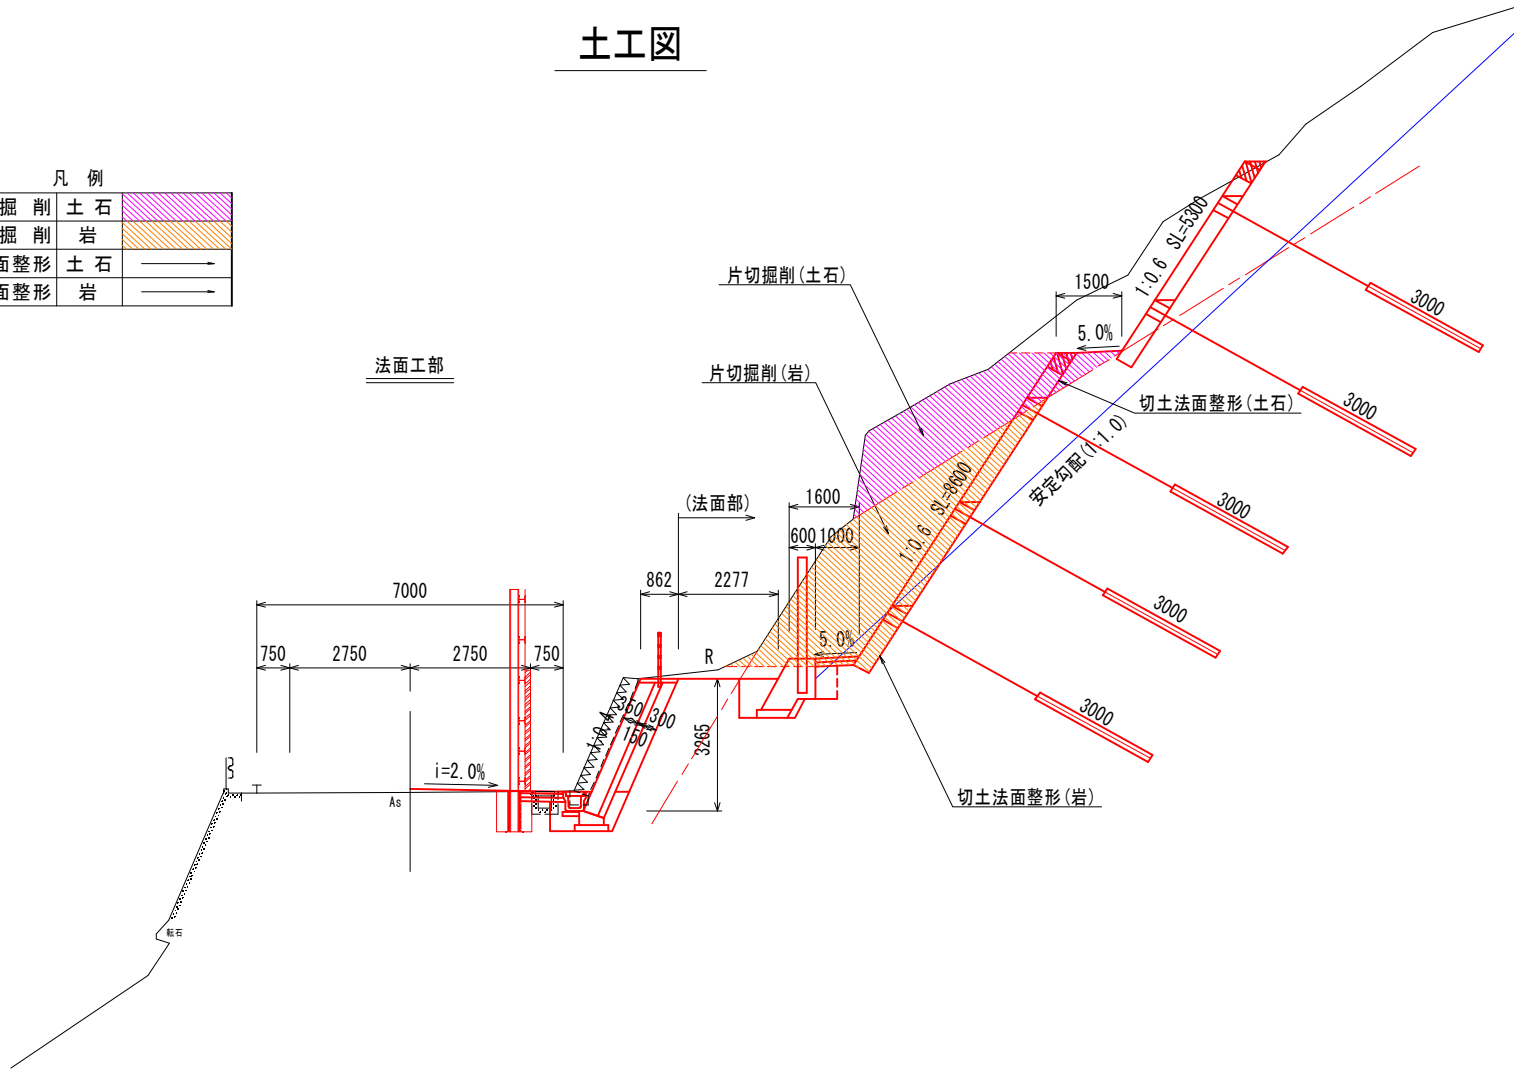 土工図
凡 例
掘 削 土 石
掘 削 岩
面整形 土 石
面整形 岩
法面工部
片切掘削(土石)
片切掘削(岩)
(法面部)
切土法面整形(土石)
安定勾配(1:1.0)
切土法面整形(岩)
1:0.6 SL=5300
1:0.6 SL=8600
1500
5.0%
3000
3000
3000
3000
3000
1600
600
1000
5.0%
862
2277
R
7000
750
2750
2750
750
i=2.0%
As
1:0.4
350
300
150
3265
転石